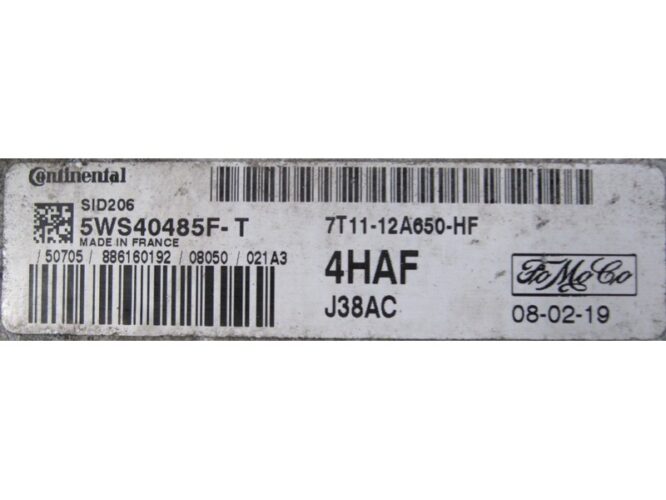 Continental
SID206
5WS40485F-T
MADE IN FRANCE
/ 50705 / 886160192 / 08050 / 021A3
7T11-12A650-HF
4HAF
J38AC
FoMoCo
08-02-19